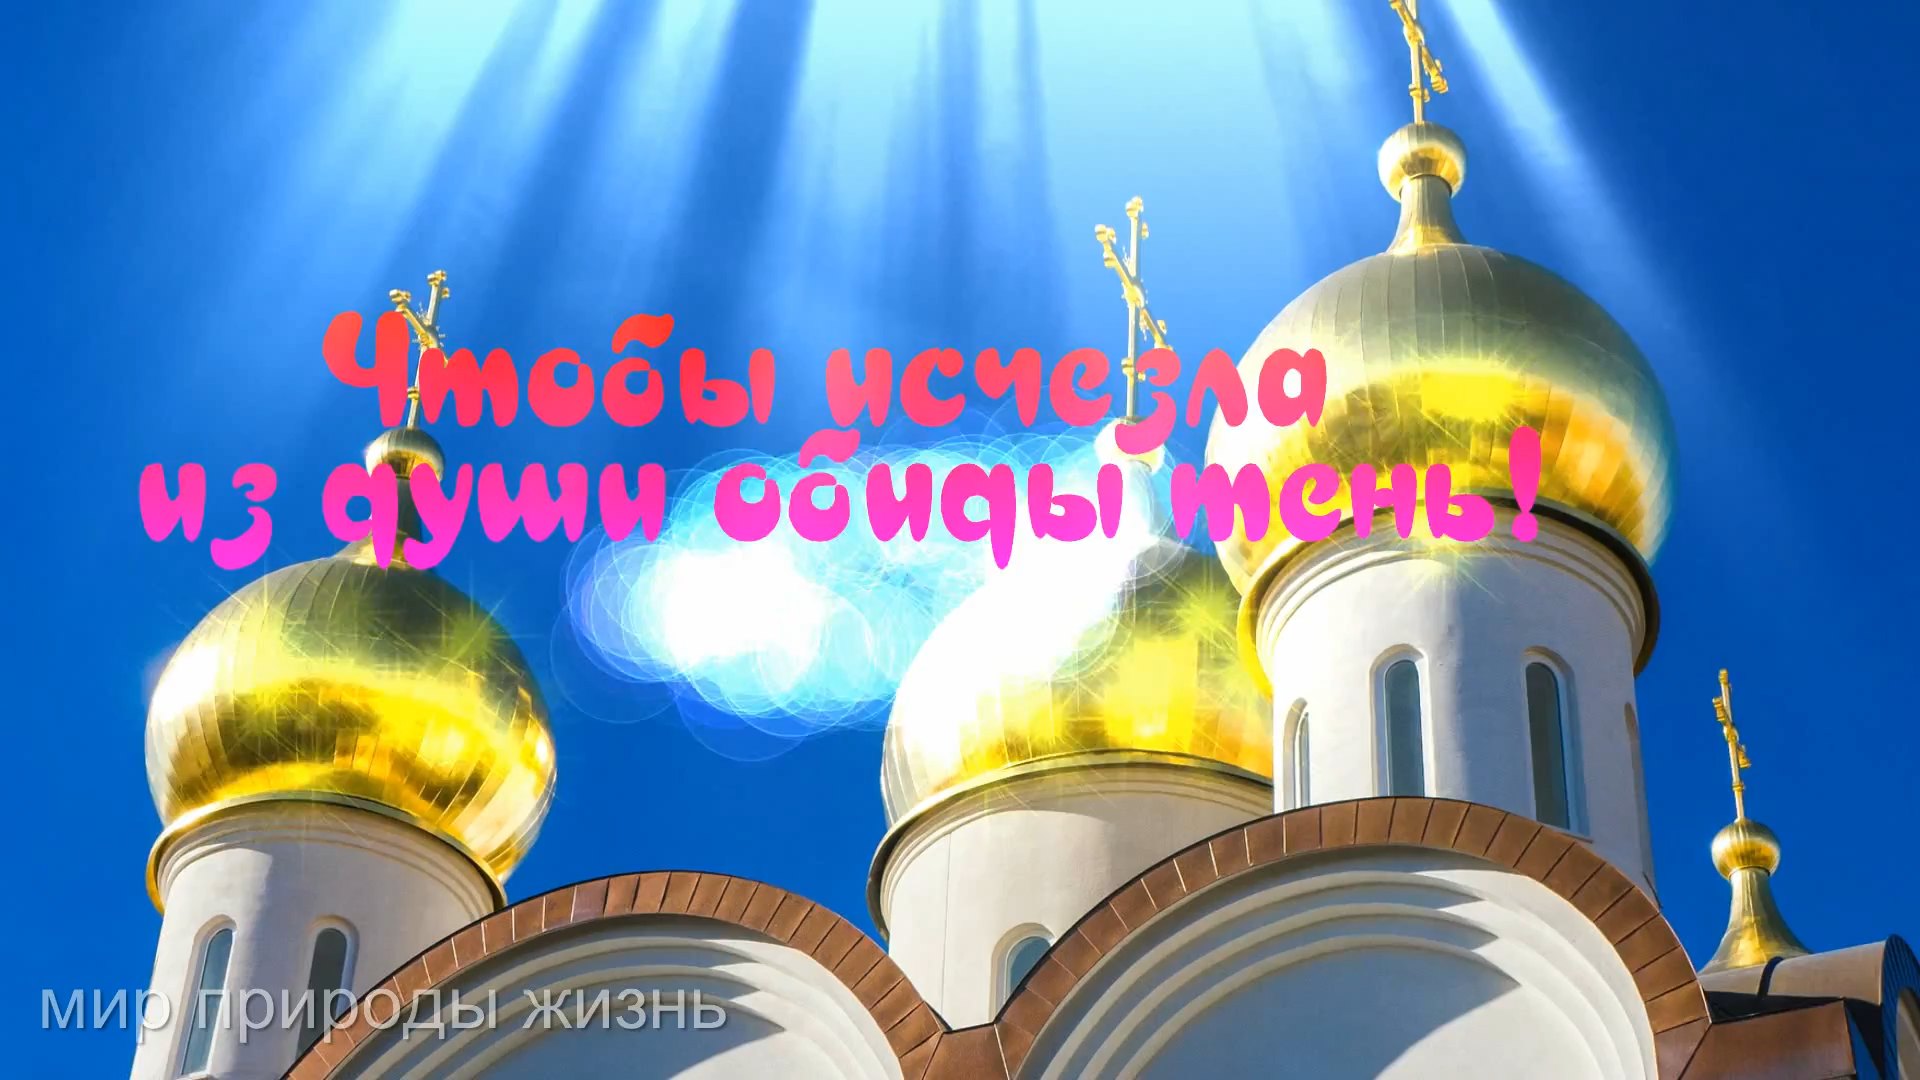 Чтобы исчезла
из души обиды тень!
мир природы жизнь